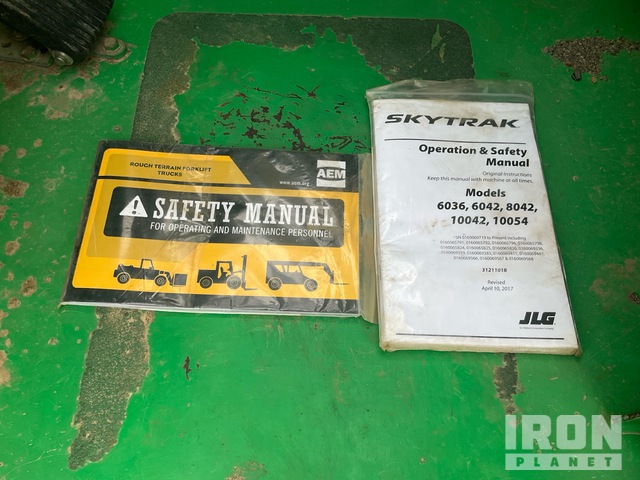 ROUGH TERRAIN FORKLIFT
TRUCKS
AEM
www.aem.org
SAFETY MANUAL
FOR OPERATING AND MAINTENANCE PERSONNEL
SKYTRAK
Operation & Safety
Manual
Original Instructions
Keep this manual with machine at all times.
Models
6036, 6042, 8042,
10042, 10054
31211018
Revised
April 10, 2017
JLG
IRON
PLANET